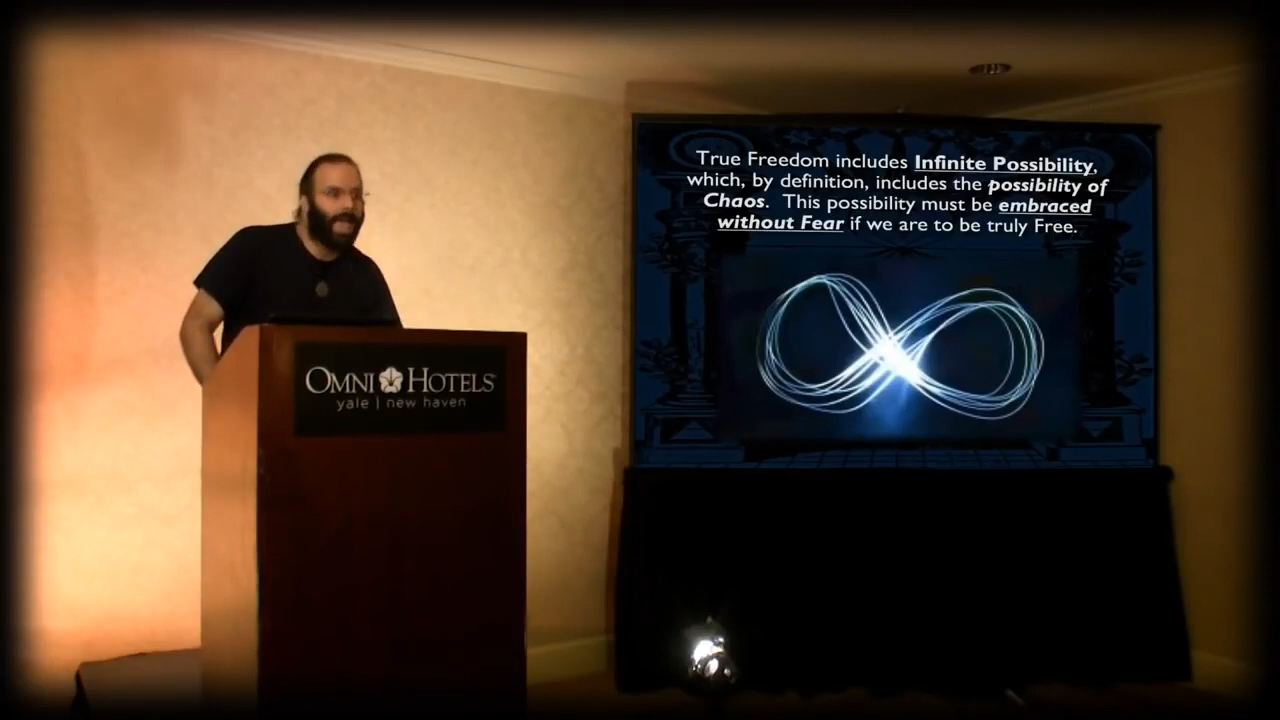 True Freedom includes Infinite Possibility,
which, by definition, includes the possibility of
Chaos. This possibility must be embraced
without Fear if we are to be truly Free.
OMNI HOTELS
yale | new haven